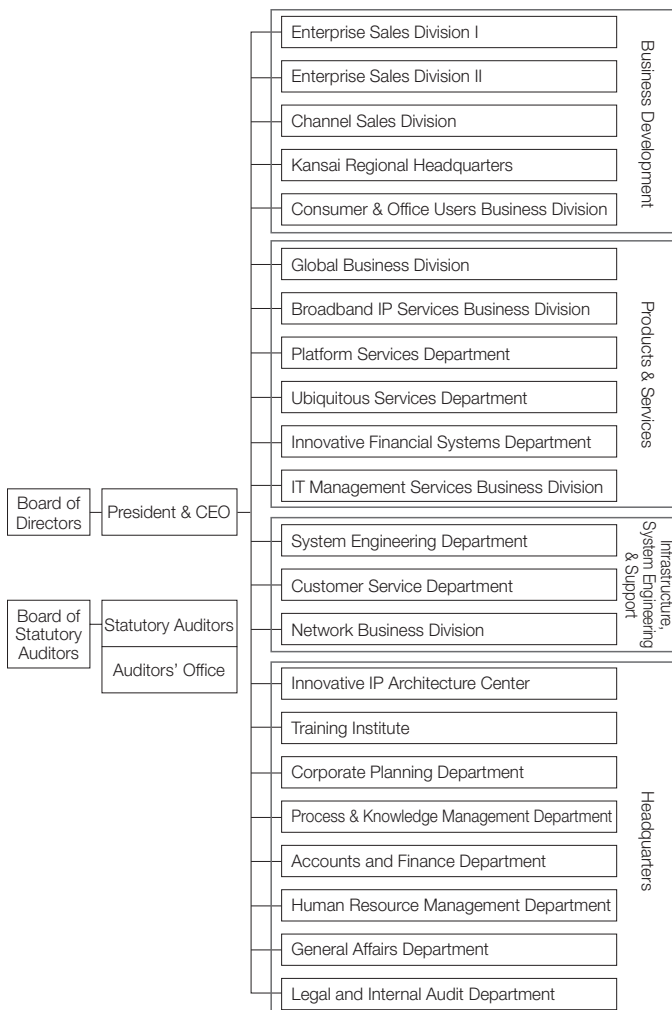 Enterprise Sales Division I
Enterprise Sales Division II
Channel Sales Division
Kansai Regional Headquarters
Consumer & Office Users Business Division
Business Development
Global Business Division
Broadband IP Services Business Division
Platform Services Department
Ubiquitous Services Department
Innovative Financial Systems Department
IT Management Services Business Division
Products & Services
Board of
Directors
President & CEO
System Engineering Department
Customer Service Department
Network Business Division
Infrastructure,
System Engineering
& Support
Board of
Statutory
Auditors
Statutory Auditors
Auditors’ Office
Innovative IP Architecture Center
Training Institute
Corporate Planning Department
Process & Knowledge Management Department
Accounts and Finance Department
Human Resource Management Department
General Affairs Department
Legal and Internal Audit Department
Headquarters